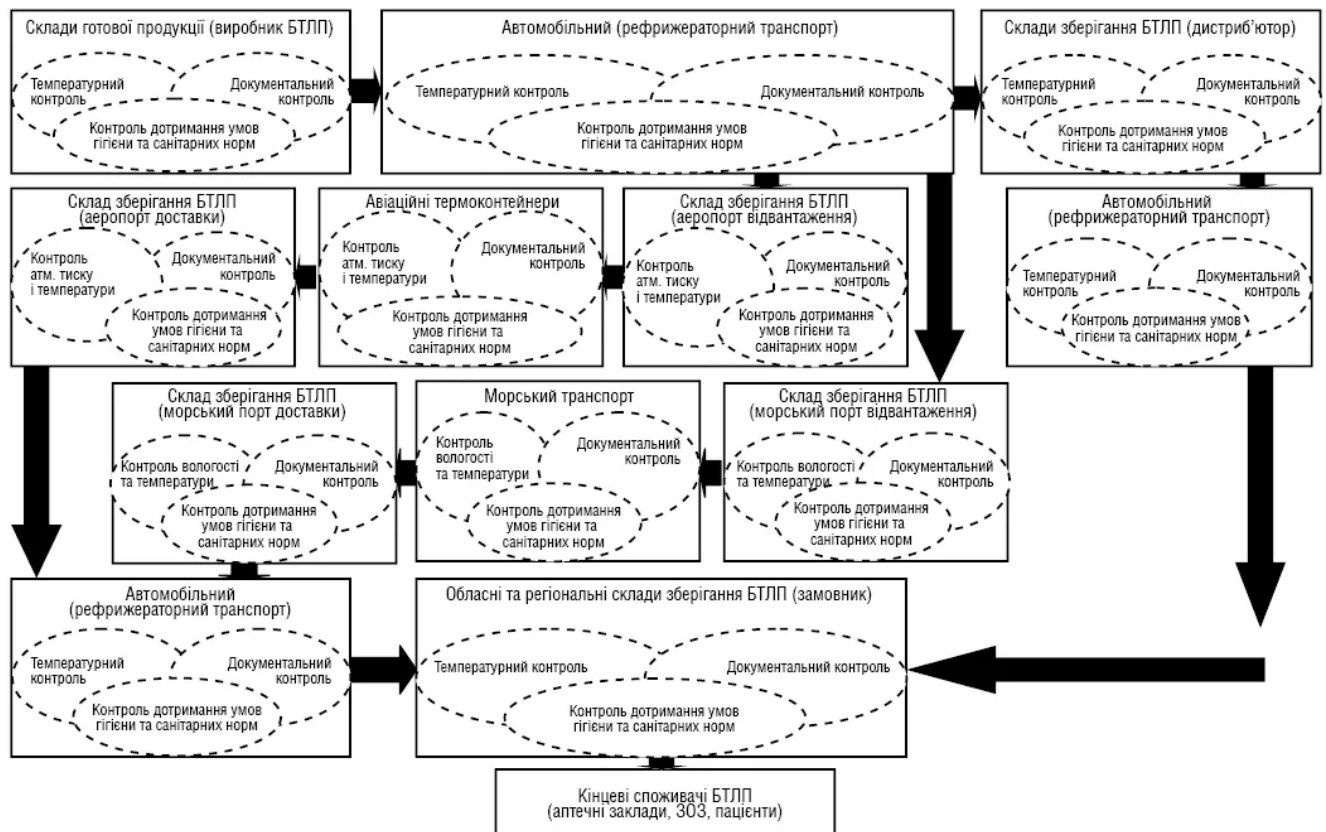 Склади готової продукції (виробник БТЛП)
Температурний
контроль
Документальний
контроль
Контроль дотримання умов
гігієни та санітарних норм
Автомобільний (рефрижераторний транспорт)
Температурний контроль
Документальний контроль
Контроль дотримання умов
гігієни та санітарних норм
Склади зберігання БТЛП (дистриб’ютор)
Температурний
контроль
Документальний
контроль
Контроль дотримання умов
гігієни та санітарних норм
Склад зберігання БТЛП
(аеропорт доставки)
Контроль
атм. тиску
і температури
Документальний
контроль
Контроль дотримання
умов гігієни та
санітарних норм
Авіаційні термоконтейнери
Контроль
атм. тиску
і температури
Документальний
контроль
Контроль дотримання
умов гігієни та
санітарних норм
Склад зберігання БТЛП
(аеропорт відвантаження)
Контроль
атм. тиску
і температури
Документальний
контроль
Контроль дотримання
умов гігієни та
санітарних норм
Автомобільний
(рефрижераторний транспорт)
Температурний
контроль
Документальний
контроль
Контроль дотримання умов
гігієни та санітарних
норм
Склад зберігання БТЛП
(морський порт доставки)
Контроль вологості
та температури
Документальний
контроль
Контроль дотримання
умов гігієни та
санітарних норм
Морський транспорт
Контроль
вологості
та температури
Документальний
контроль
Контроль дотримання
умов гігієни та
санітарних норм
Склад зберігання БТЛП
(морський порт відвантаження)
Контроль вологості
та температури
Документальний
контроль
Контроль дотримання
умов гігієни та
санітарних норм
Автомобільний
(рефрижераторний транспорт)
Температурний
контроль
Документальний
контроль
Контроль дотримання умов
гігієни та санітарних норм
Обласні та регіональні склади зберігання БТЛП (замовник)
Температурний контроль
Документальний контроль
Контроль дотримання умов
гігієни та санітарних норм
Кінцеві споживачі БТЛП
(аптечні заклади, ЗОЗ, пацієнти)